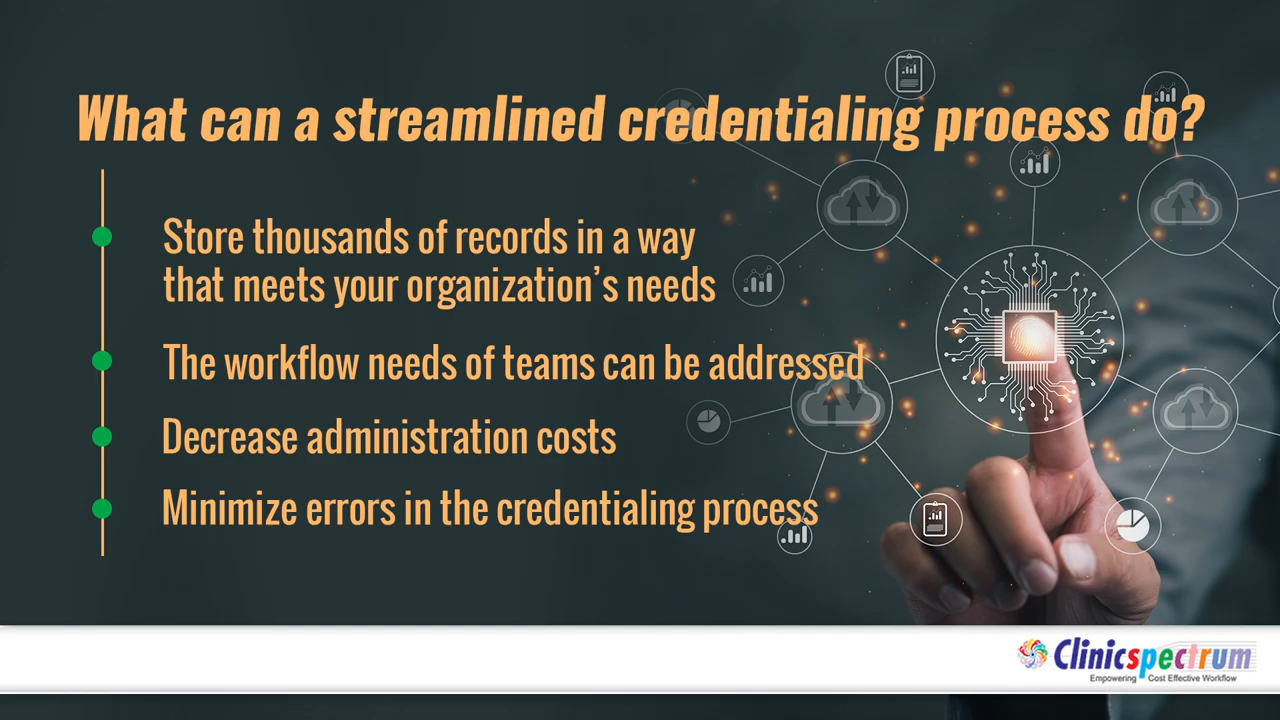 What can a streamlined credentialing process do?
Store thousands of records in a way
that meets your organization's needs
The workflow needs of teams can be addressed
Decrease administration costs
Minimize errors in the credentialing process
Clinicspectrum
Empowering Cost Effective Workflow